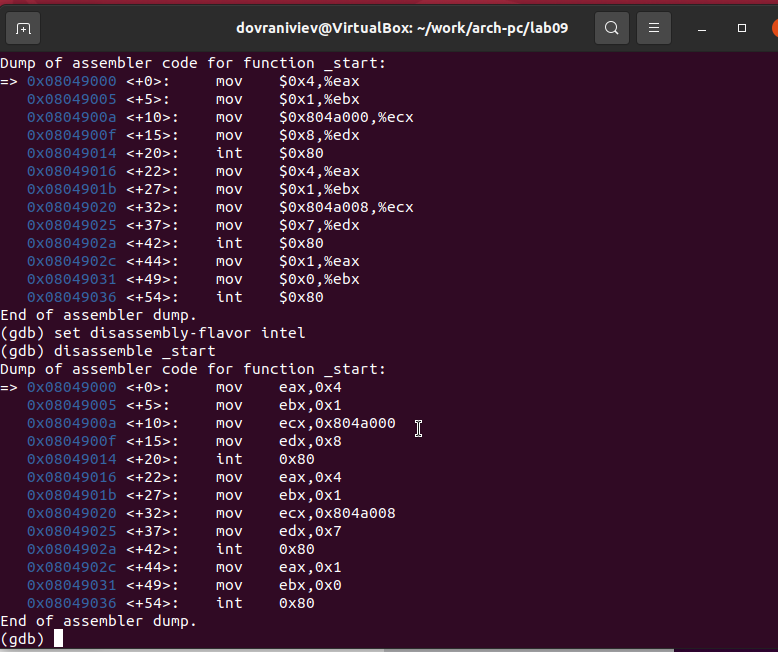 dovraniviev@VirtualBox: ~/work/arch-pc/lab09
Dump of assembler code for function _start:
=> 0x08049000 <+0>:     mov    $0x4,%eax
   0x08049005 <+5>:     mov    $0x1,%ebx
   0x0804900a <+10>:    mov    $0x804a000,%ecx
   0x0804900f <+15>:    mov    $0x8,%edx
   0x08049014 <+20>:    int    $0x80
   0x08049016 <+22>:    mov    $0x4,%eax
   0x0804901b <+27>:    mov    $0x1,%ebx
   0x08049020 <+32>:    mov    $0x804a008,%ecx
   0x08049025 <+37>:    mov    $0x7,%edx
   0x0804902a <+42>:    int    $0x80
   0x0804902c <+44>:    mov    $0x1,%eax
   0x08049031 <+49>:    mov    $0x0,%ebx
   0x08049036 <+54>:    int    $0x80
End of assembler dump.
(gdb) set disassembly-flavor intel
(gdb) disassemble _start
Dump of assembler code for function _start:
=> 0x08049000 <+0>:     mov    eax,0x4
   0x08049005 <+5>:     mov    ebx,0x1
   0x0804900a <+10>:    mov    ecx,0x804a000
   0x0804900f <+15>:    mov    edx,0x8
   0x08049014 <+20>:    int    0x80
   0x08049016 <+22>:    mov    eax,0x4
   0x0804901b <+27>:    mov    ebx,0x1
   0x08049020 <+32>:    mov    ecx,0x804a008
   0x08049025 <+37>:    mov    edx,0x7
   0x0804902a <+42>:    int    0x80
   0x0804902c <+44>:    mov    eax,0x1
   0x08049031 <+49>:    mov    ebx,0x0
   0x08049036 <+54>:    int    0x80
End of assembler dump.
(gdb)